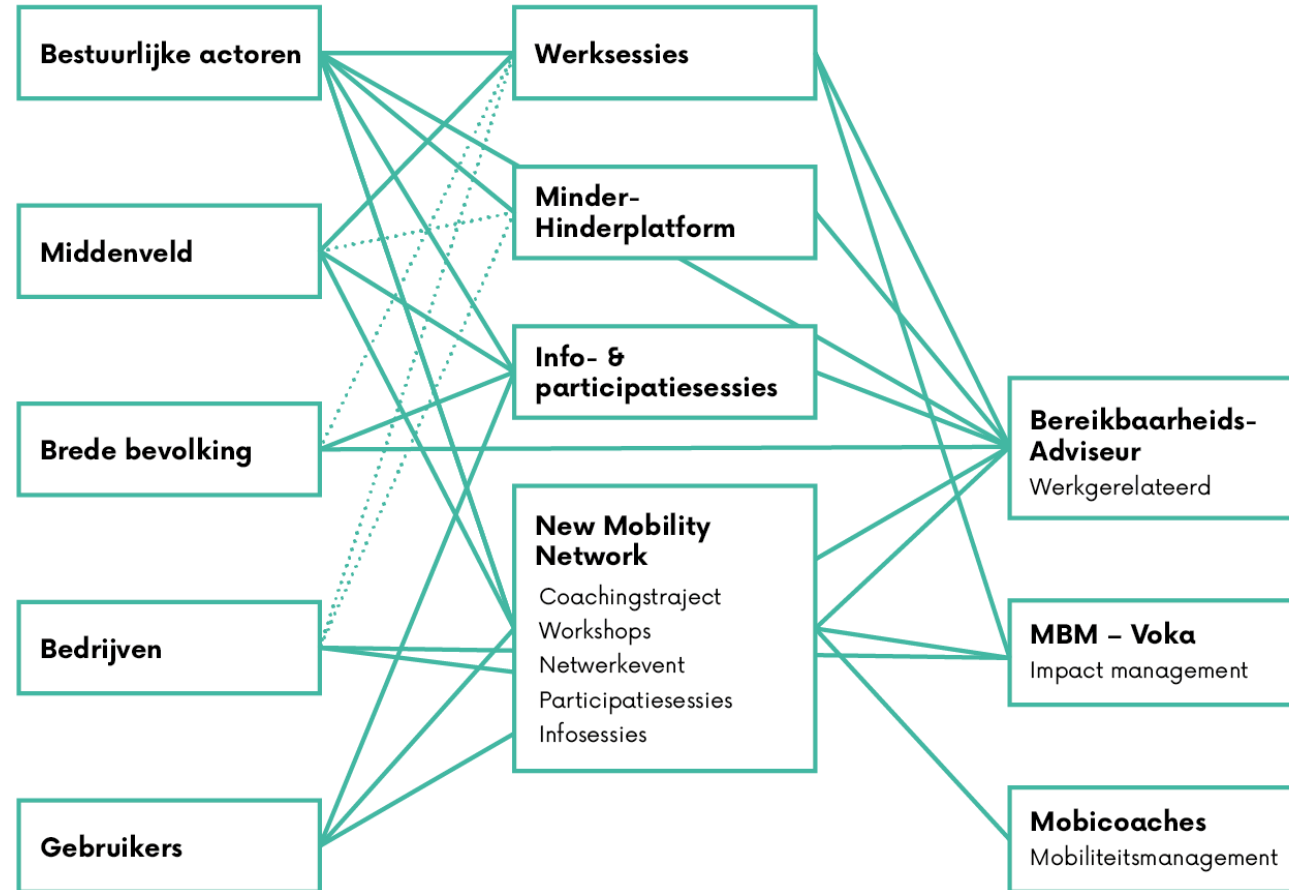 Bestuurlijke actoren
Middenveld
Brede bevolking
Bedrijven
Gebruikers
Werksessies
Minder-
Hinderplatform
Info- &
participatiesessies
New Mobility
Network
Coachingstraject
Workshops
Netwerkevent
Participatiesessies
Infosessies
Bereikbaarheids-
Adviseur
Werkgerelateerd
MBM – Voka
Impact management
Mobicoaches
Mobiliteitsmanagement